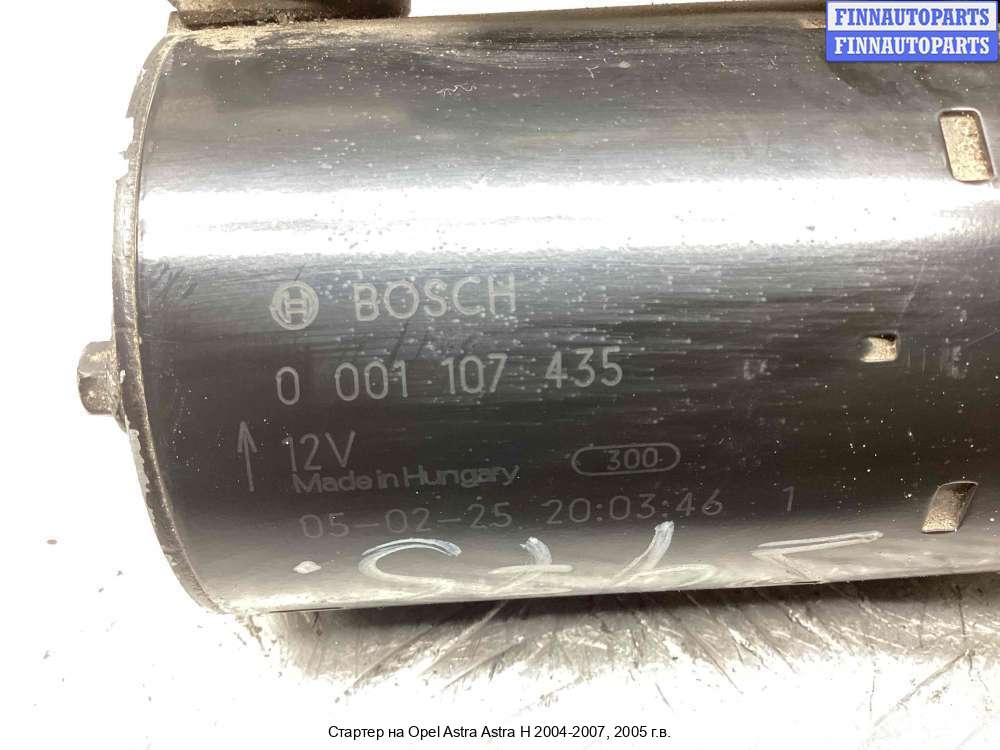 FINNAUTOPARTS
FINNAUTOPARTS
BOSCH
0 001 107 435
12V
300
Made in Hungary
05-02-25 20:03:46 1
Стартер на Opel Astra Astra H 2004-2007, 2005 г.в.